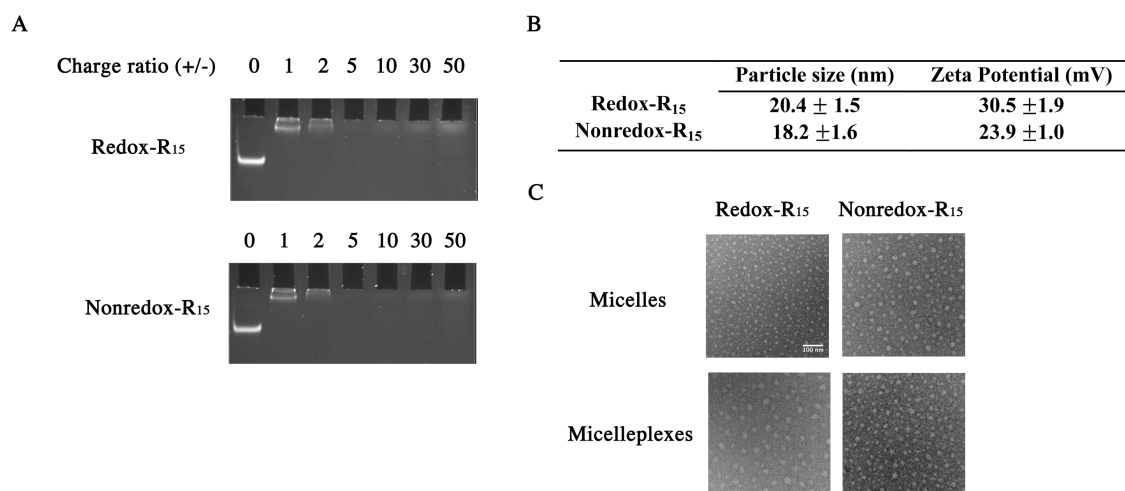 A
Charge ratio (+/-) 0 1 2 5 10 30 50
Redox-R15
0 1 2 5 10 30 50
Nonredox-R15
B
Particle size (nm) Zeta Potential (mV)
Redox-R15 20.4 ± 1.5 30.5 ±1.9
Nonredox-R15 18.2 ±1.6 23.9 ±1.0
C
Redox-R15 Nonredox-R15
Micelles
100 nm
Micelleplexes